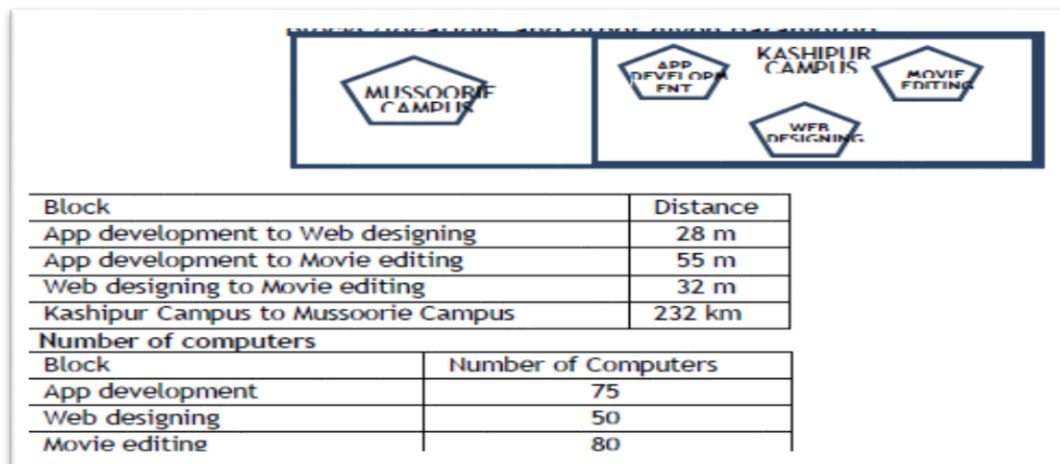 MUSSOORIE
CAMPUS
APP
DEVELOPM
ENT
KASHIPUR
CAMPUS
MOVIE
EDITING
WEB
DESIGNING
Block Distance
App development to Web designing 28 m
App development to Movie editing 55 m
Web designing to Movie editing 32 m
Kashipur Campus to Mussoorie Campus 232 km
Number of computers
Block Number of Computers
App development 75
Web designing 50
Movie editing 80